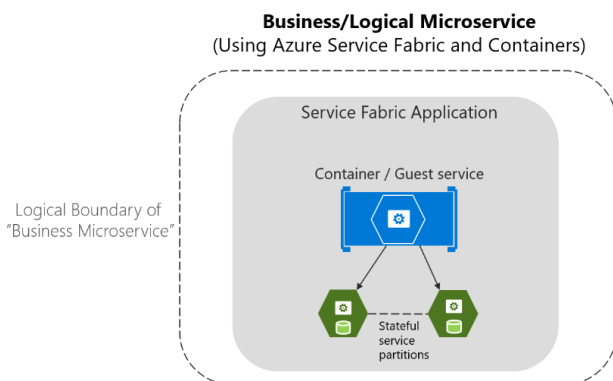 Business/Logical Microservice
(Using Azure Service Fabric and Containers)
Service Fabric Application
Container / Guest service
Logical Boundary of
"Business Microservice"
Stateful
service
partitions